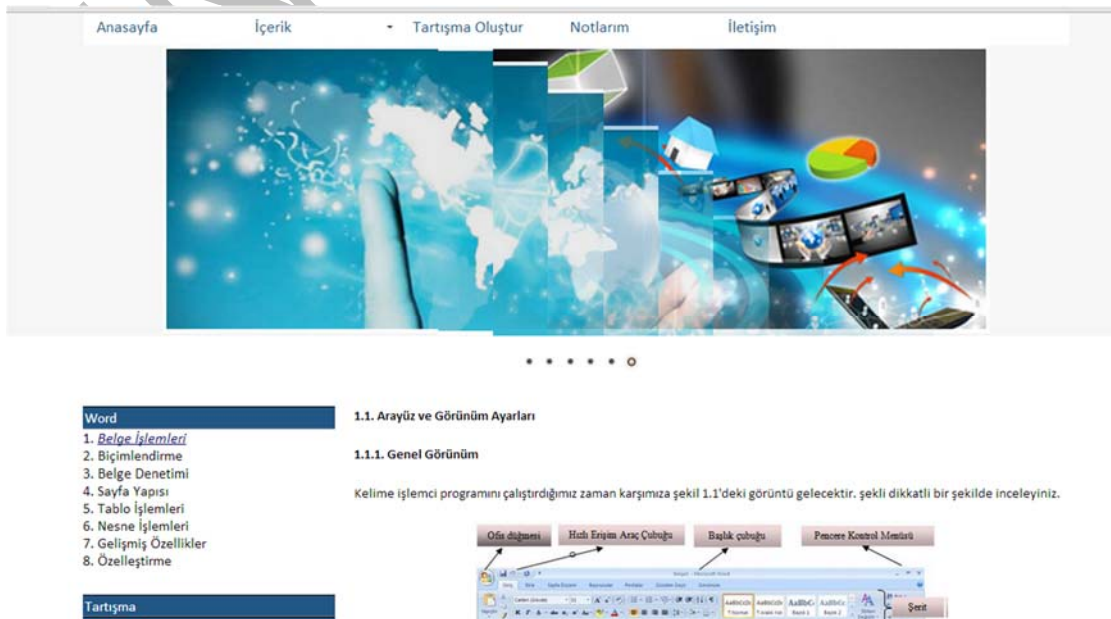 Anasayfa İçerik Tartışma Oluştur Notlarım İletişim
Word
1. Belge İşlemleri
2. Biçimlendirme
3. Belge Denetimi
4. Sayfa Yapısı
5. Tablo İşlemleri
6. Nesne İşlemleri
7. Gelişmiş Özellikler
8. Özelleştirme
Tartışma
1.1. Arayüz ve Görünüm Ayarları
1.1.1. Genel Görünüm
Kelime işlemci programını çalıştırdığımız zaman karşımıza şekil 1.1'deki görüntü gelecektir. şekli dikkatli bir şekilde inceleyiniz.
Ofis düğmesi Hızlı Erişim Araç Çubuğu Başlık çubuğu Pencere Kontrol Menüsü
Şerit